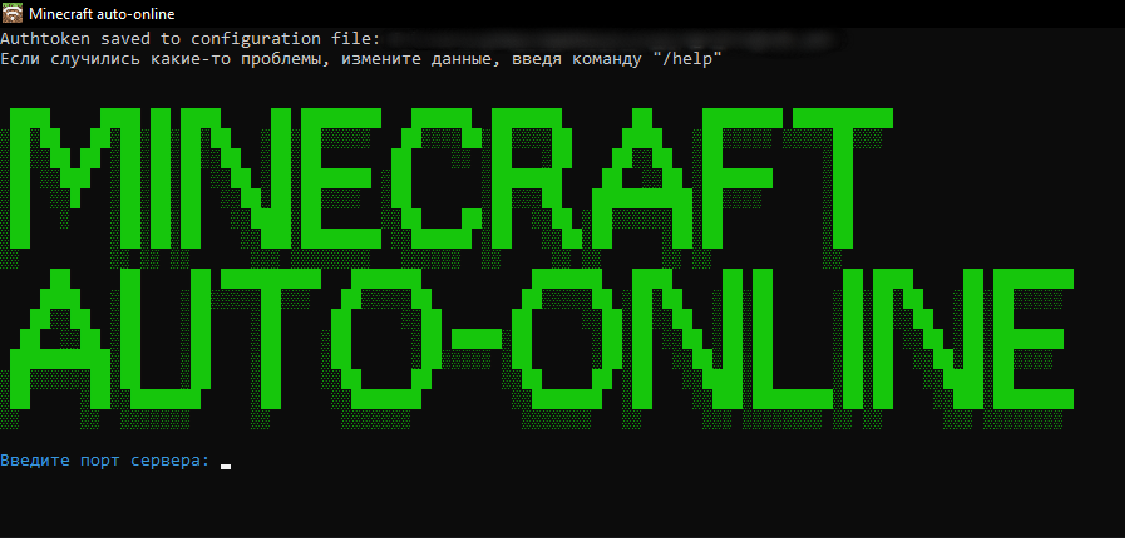 Minecraft auto-online
Authtoken saved to configuration file:
Если случились какие-то проблемы, измените данные, введя команду "/help"
MINECRAFT
AUTO-ONLINE
Введите порт сервера: